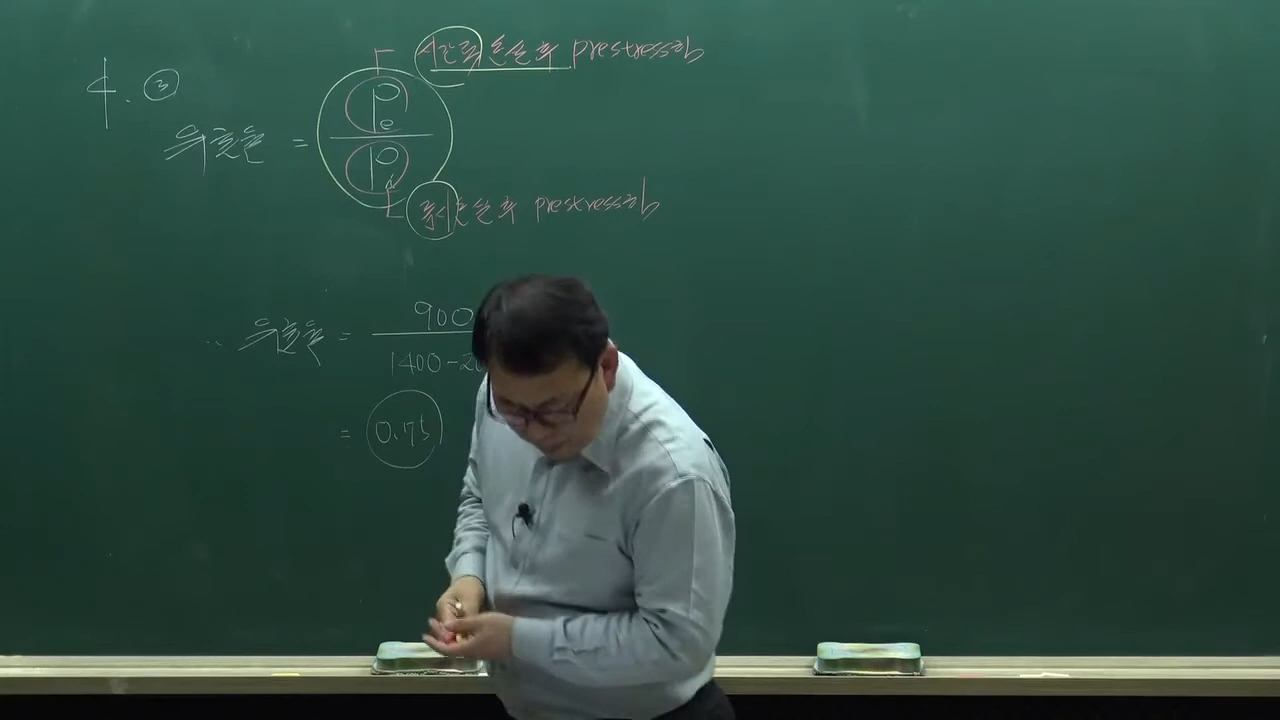 시간적 손실후 prestress력
4. ③
유효율 = Pe / Pi
즉시손실후 prestress력
∴ 유효율 = 900 / 1400-20
= 0.75